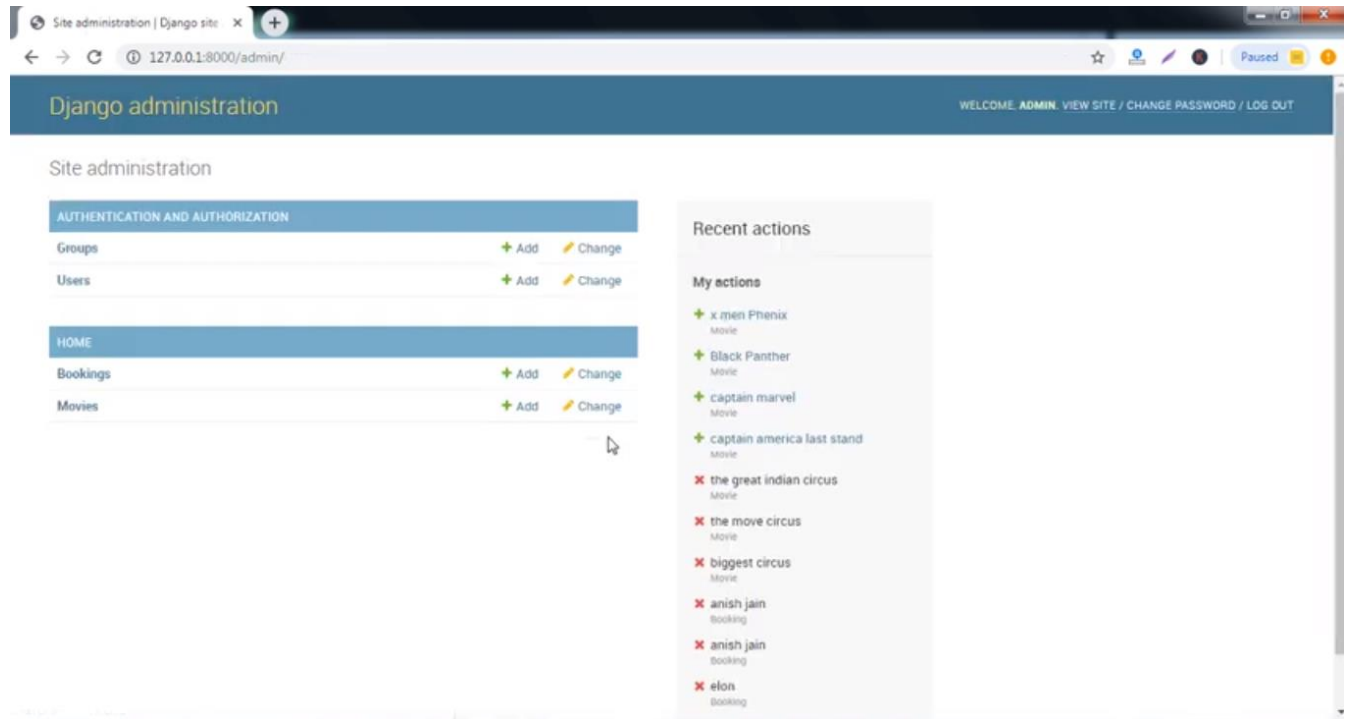 Site administration | Django site
127.0.0.1:8000/admin/
Paused
Django administration
WELCOME, ADMIN. VIEW SITE / CHANGE PASSWORD / LOG OUT
Site administration
AUTHENTICATION AND AUTHORIZATION
Groups Add Change
Users Add Change
HOME
Bookings Add Change
Movies Add Change
Recent actions
My actions
x men Phenix
Movie
Black Panther
Movie
captain marvel
Movie
captain america last stand
Movie
the great indian circus
Movie
the move circus
Movie
biggest circus
Movie
anish jain
Booking
anish jain
Booking
elon
Booking